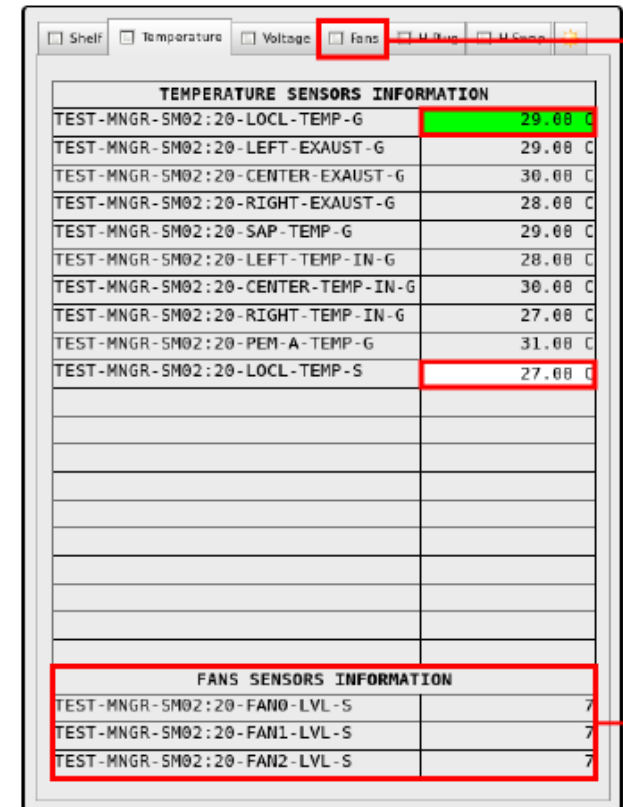 Shelf Temperature Voltage Fans
TEMPERATURE SENSORS INFORMATION
TEST-MNGR-SM02:20-LOCL-TEMP-G 29.00 C
TEST-MNGR-SM02:20-LEFT-EXAUST-G 29.00 C
TEST-MNGR-SM02:20-CENTER-EXAUST-G 30.00 C
TEST-MNGR-SM02:20-RIGHT-EXAUST-G 28.00 C
TEST-MNGR-SM02:20-SAP-TEMP-G 29.00 C
TEST-MNGR-SM02:20-LEFT-TEMP-IN-G 28.00 C
TEST-MNGR-SM02:20-CENTER-TEMP-IN-G 30.00 C
TEST-MNGR-SM02:20-RIGHT-TEMP-IN-G 27.00 C
TEST-MNGR-SM02:20-PEM-A-TEMP-G 31.00 C
TEST-MNGR-SM02:20-LOCL-TEMP-S 27.00 C
FANS SENSORS INFORMATION
TEST-MNGR-SM02:20-FAN0-LVL-S 7
TEST-MNGR-SM02:20-FAN1-LVL-S 7
TEST-MNGR-SM02:20-FAN2-LVL-S 7